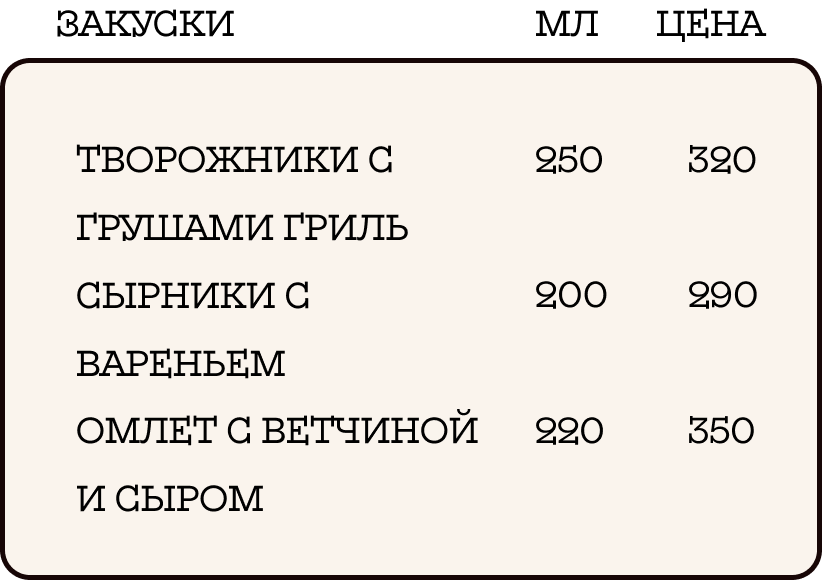 ЗАКУСКИ МЛ ЦЕНА
ТВОРОЖНИКИ С 250 320
ГРУШАМИ ГРИЛЬ
СЫРНИКИ С 200 290
ВАРЕНЬЕМ
ОМЛЕТ С ВЕТЧИНОЙ 220 350
И СЫРОМ